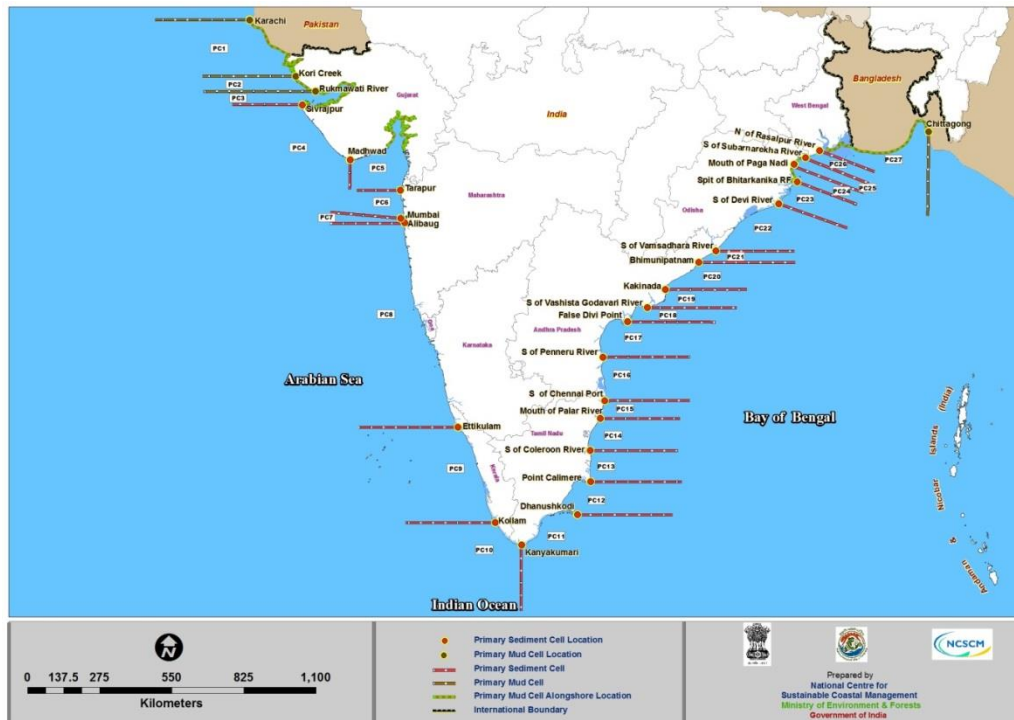 Karachi
Pakistan
PC1
Kori Creek
PC2
Rukmawati River
Gujarat
PC3
Sivrajpur
PC4
Madhwad
PC5
Tarapur
PC6
Mumbai
PC7
Alibaug
Maharashtra
India
Bangladesh
West Bengal
Chittagong
N of Rasalpur River
S of Subarnarekha River
PC27
PC26
Mouth of Paga Nadi
PC25
Spit of Bhitarkanika RF
PC24
PC23
S of Devi River
Odisha
PC22
S of Vamsadhara River
PC21
Bhimunipatnam
PC20
Kakinada
PC19
S of Vashista Godavari River
PC18
False Divi Point
PC17
Andhra Pradesh
PC8
Goa
Karnataka
S of Penneru River
PC16
Arabian Sea
S of Chennai Port
PC15
Mouth of Palar River
Bay of Bengal
Ettikulam
Tamil Nadu
PC14
S of Coleroon River
PC9
Kerala
PC13
Point Calimere
PC12
Dhanushkodi
Kollam
PC11
PC10
Kanyakumari
Indian Ocean
Andaman & Nicobar Islands (India)
N
0 137.5 275 550 825 1,100
Kilometers
Primary Sediment Cell Location
Primary Mud Cell Location
Primary Sediment Cell
Primary Mud Cell
Primary Mud Cell Alongshore Location
International Boundary
NCSCM
Prepared by
National Centre for
Sustainable Coastal Management
Ministry of Environment & Forests
Government of India